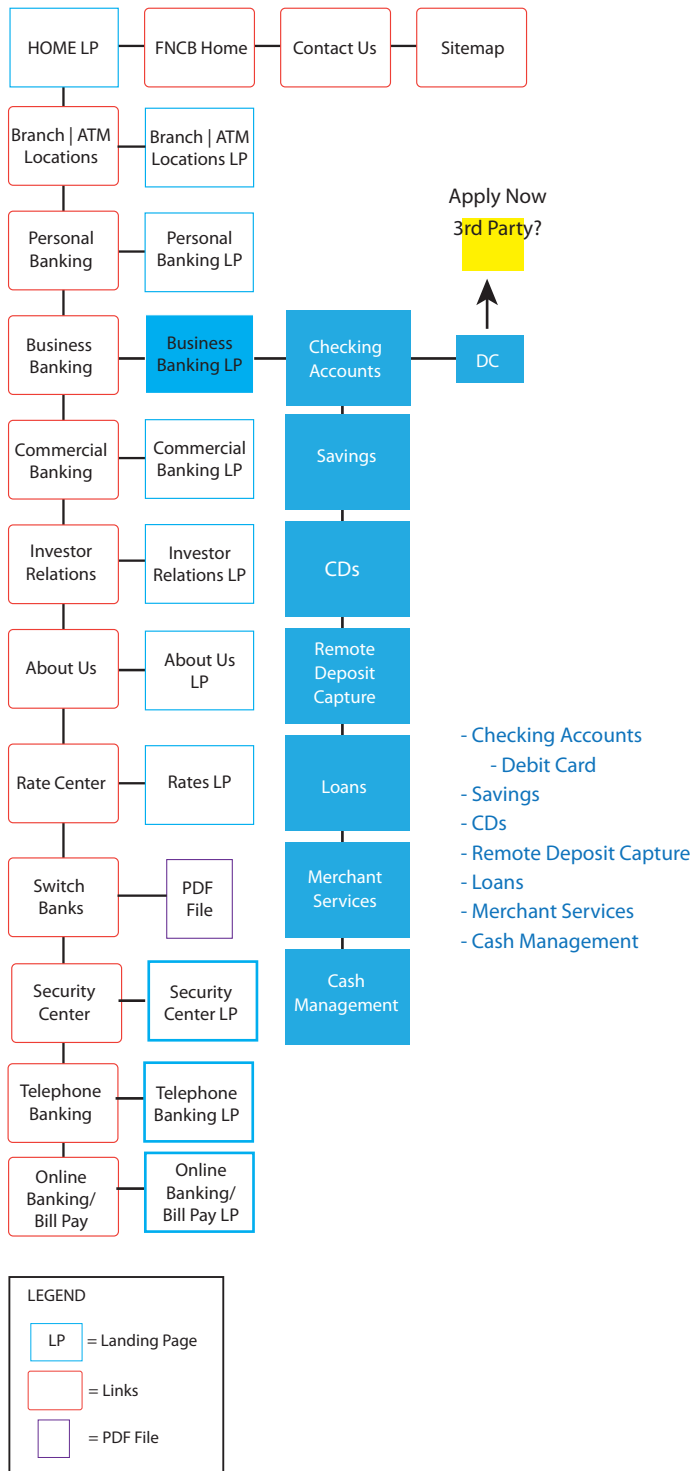 HOME LP
FNCB Home
Contact Us
Sitemap
Branch | ATM
Locations
Branch | ATM
Locations LP
Apply Now
3rd Party?
Personal
Banking
Personal
Banking LP
Business
Banking
Business
Banking LP
Checking
Accounts
DC
Commercial
Banking
Commercial
Banking LP
Savings
Investor
Relations
Investor
Relations LP
CDs
About Us
About Us
LP
Remote
Deposit
Capture
Rate Center
Rates LP
Loans
- Checking Accounts
- Debit Card
- Savings
- CDs
- Remote Deposit Capture
- Loans
- Merchant Services
- Cash Management
Switch
Banks
PDF
File
Merchant
Services
Security
Center
Security
Center LP
Cash
Management
Telephone
Banking
Telephone
Banking LP
Online
Banking/
Bill Pay
Online
Banking/
Bill Pay LP
LEGEND
LP = Landing Page
= Links
= PDF File